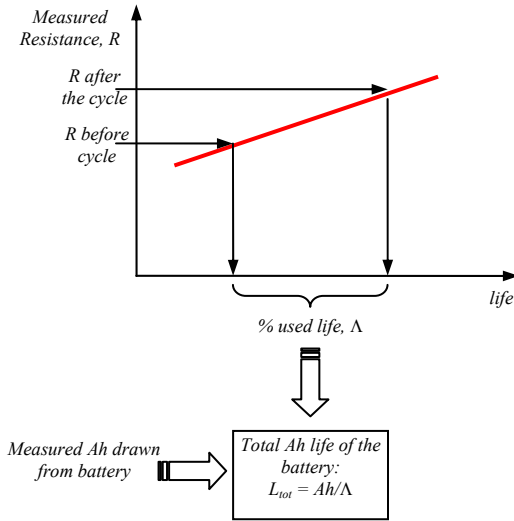 Measured
Resistance, R
R after
the cycle
R before
cycle
life
% used life, Λ
Measured Ah drawn
from battery
Total Ah life of the
battery:
L_tot = Ah/Λ